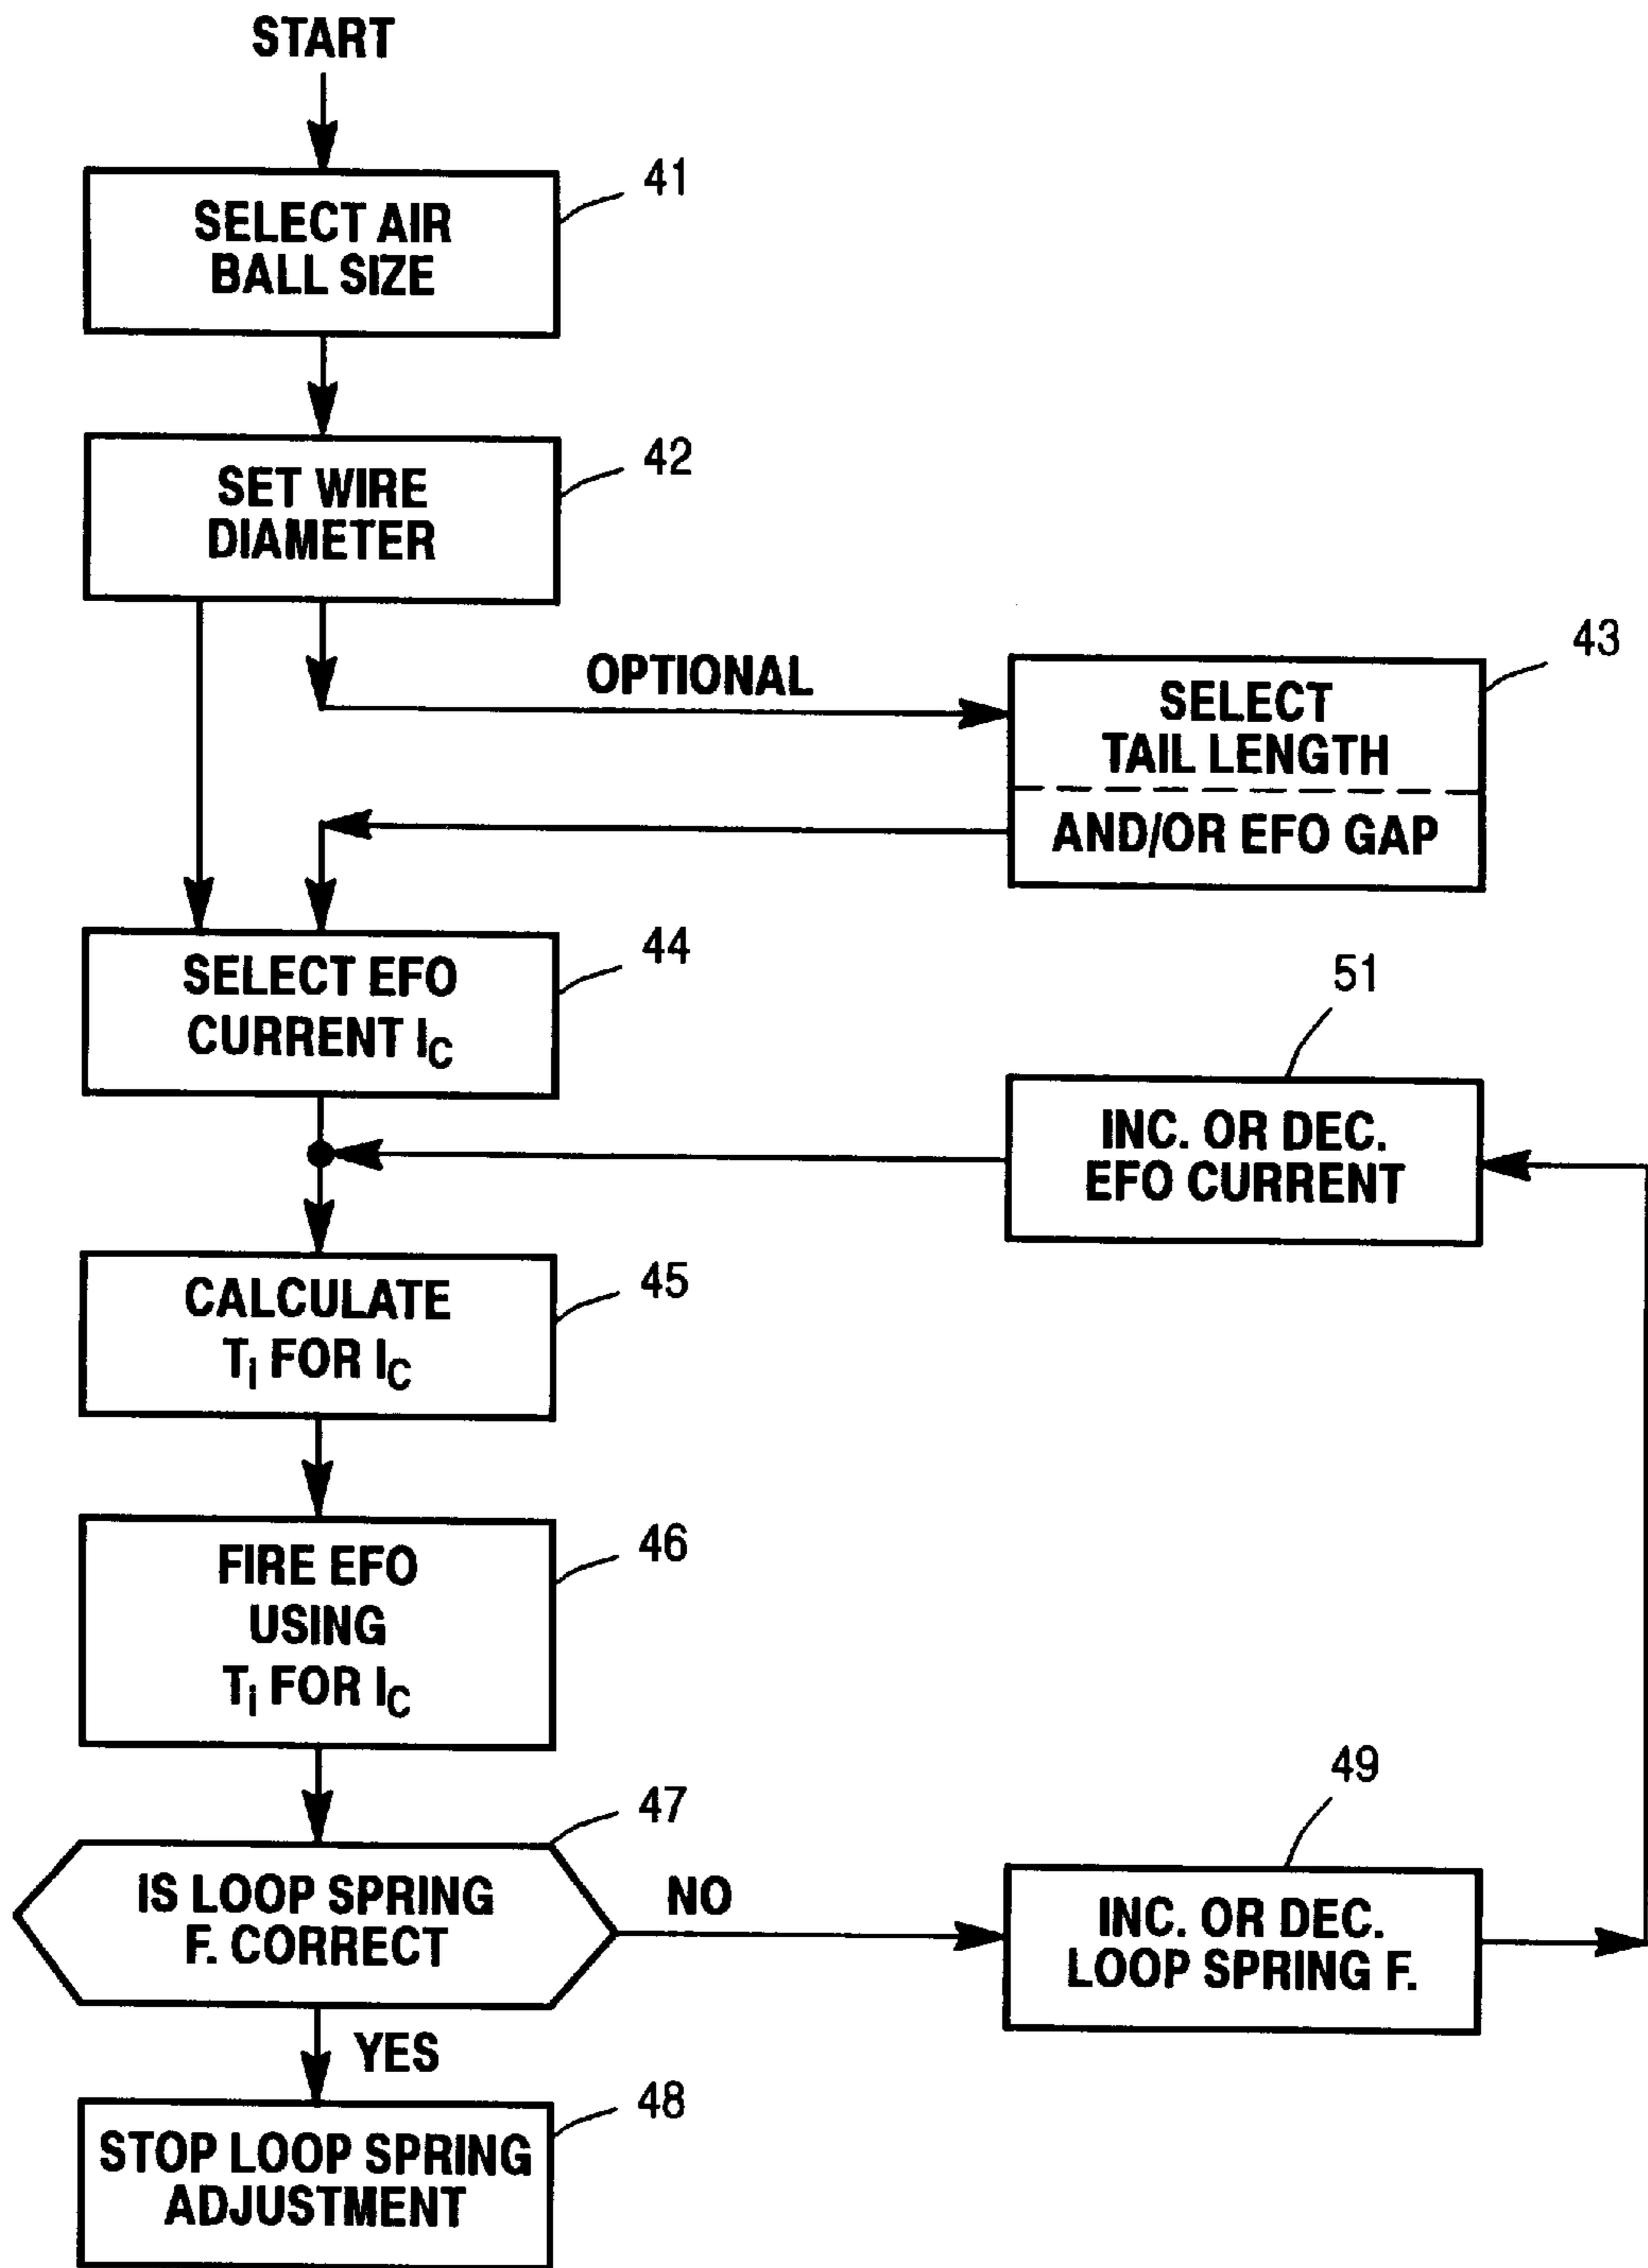 START
41
SELECT AIR
BALL SIZE
42
SET WIRE
DIAMETER
OPTIONAL
43
SELECT
TAIL LENGTH
AND/OR EFO GAP
44
SELECT EFO
CURRENT IC
51
INC. OR DEC.
EFO CURRENT
45
CALCULATE
Ti FOR IC
46
FIRE EFO
USING
Ti FOR IC
47
IS LOOP SPRING
F. CORRECT
NO
49
INC. OR DEC.
LOOP SPRING F.
YES
48
STOP LOOP SPRING
ADJUSTMENT